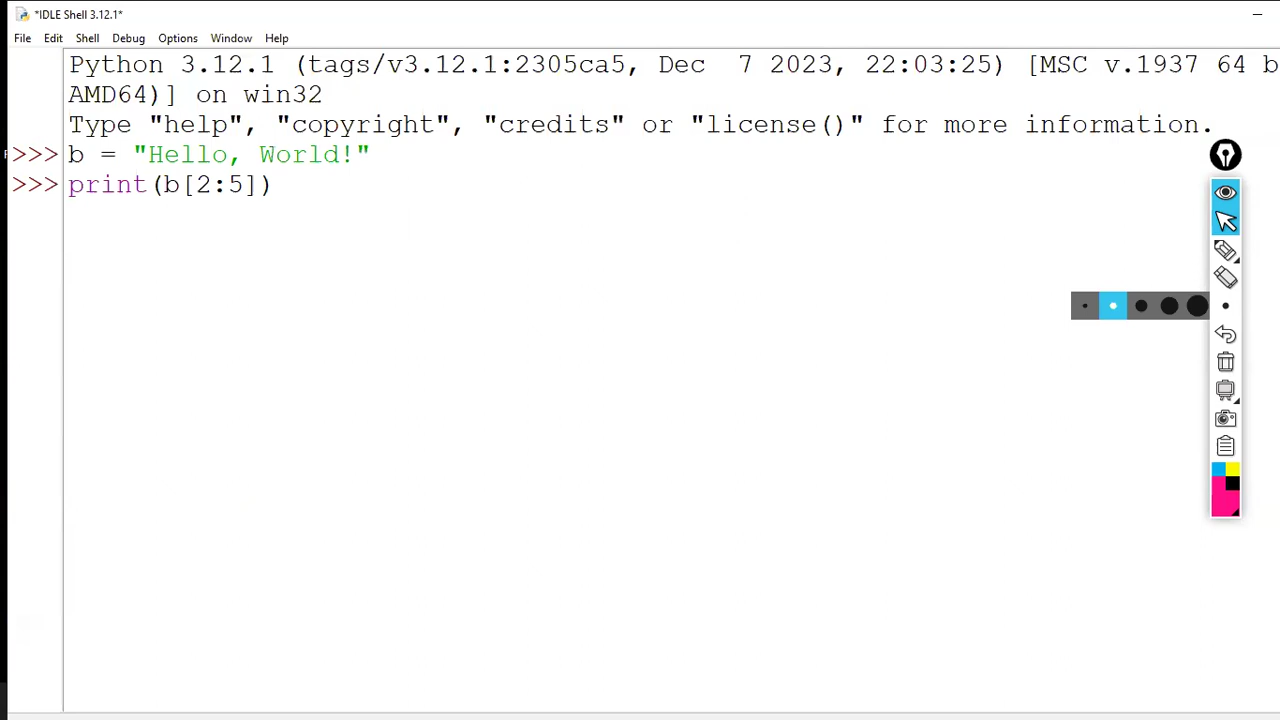 *IDLE Shell 3.12.1*
File Edit Shell Debug Options Window Help
Python 3.12.1 (tags/v3.12.1:2305ca5, Dec  7 2023, 22:03:25) [MSC v.1937 64 b
AMD64)] on win32
Type "help", "copyright", "credits" or "license()" for more information.
>>> b = "Hello, World!"
>>> print(b[2:5])